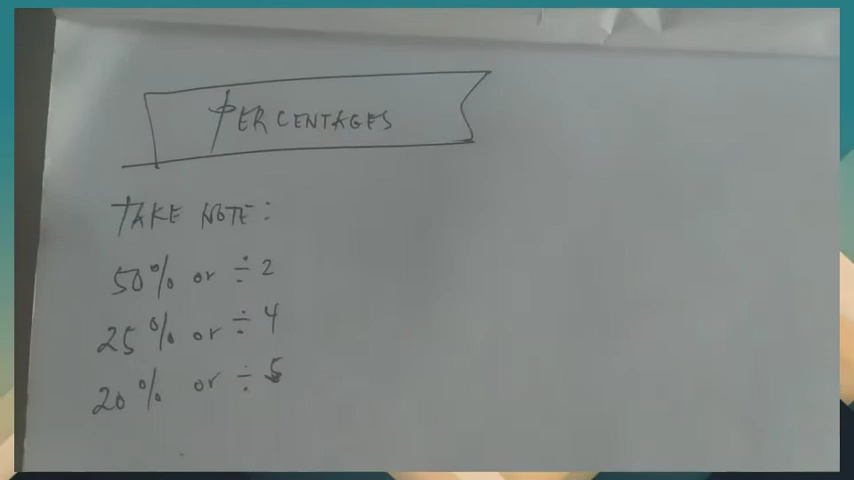 PERCENTAGES
TAKE NOTE:
50% or ÷ 2
25% or ÷ 4
20% or ÷ 5